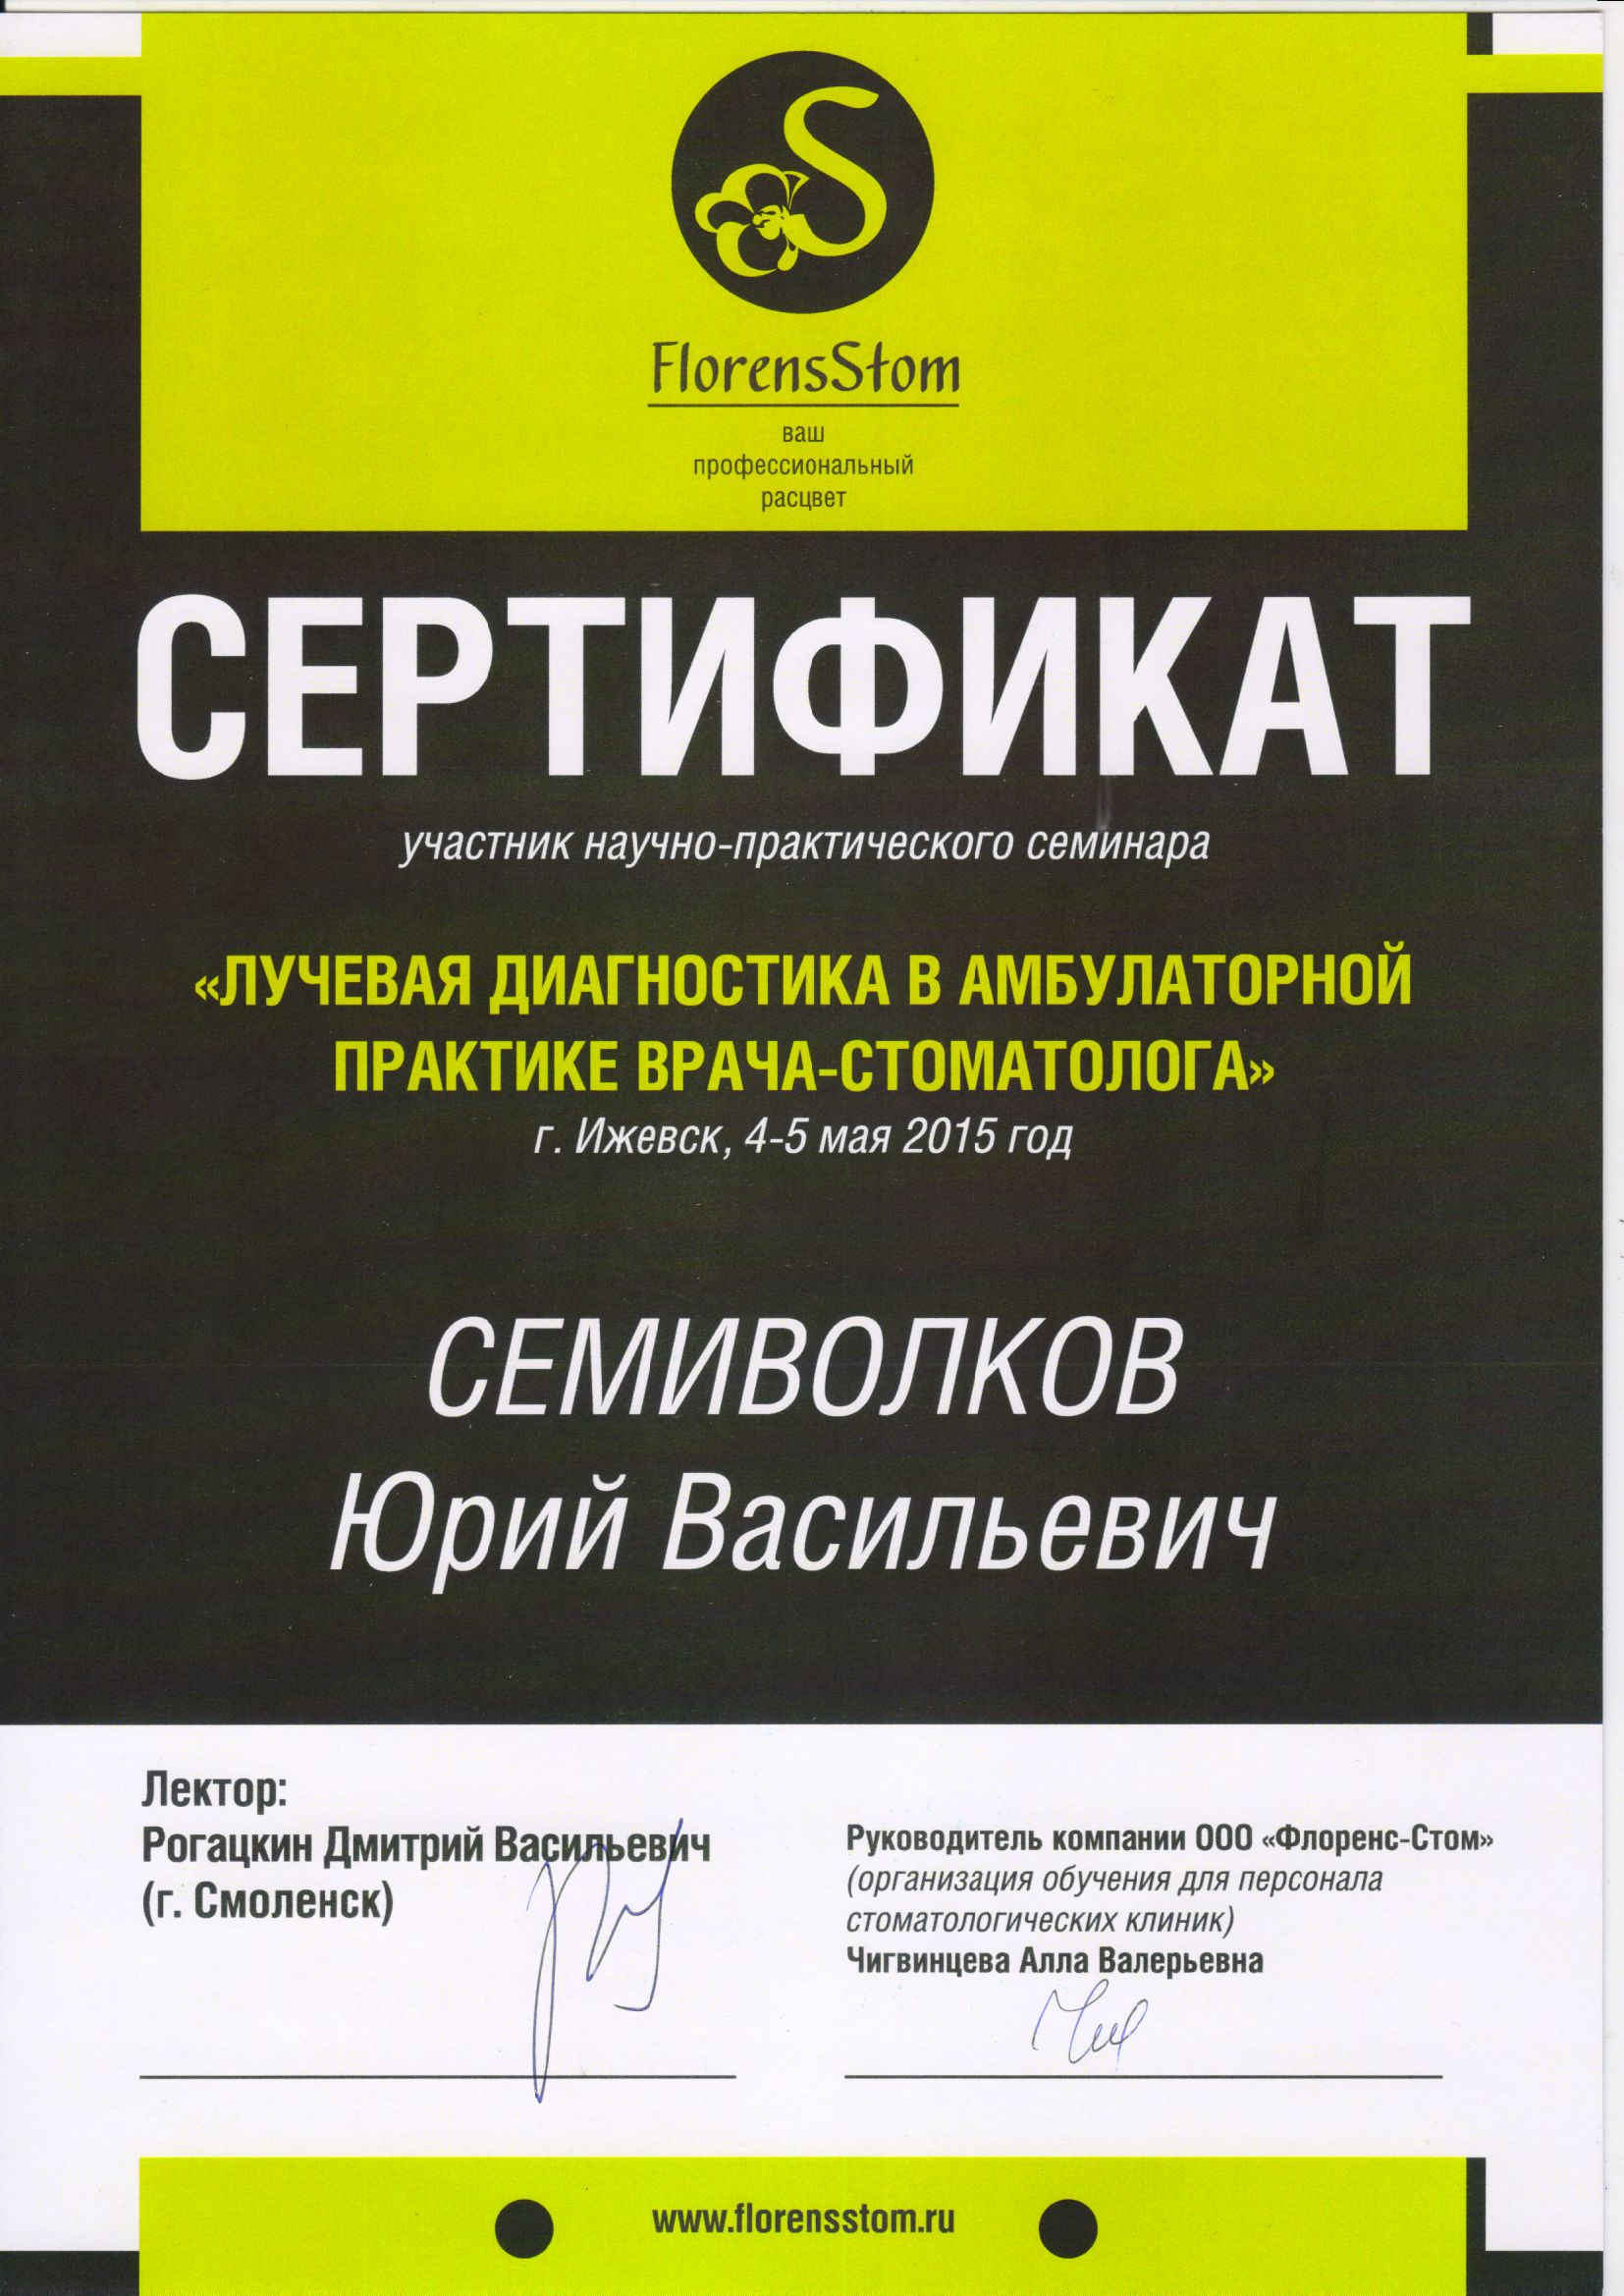 S
FlorensStom
ваш
профессиональный
расцвет
СЕРТИФИКАТ
участник научно-практического семинара
«ЛУЧЕВАЯ ДИАГНОСТИКА В АМБУЛАТОРНОЙ
ПРАКТИКЕ ВРАЧА-СТОМАТОЛОГА»
г. Ижевск, 4-5 мая 2015 год
СЕМИВОЛКОВ
Юрий Васильевич
Лектор:
Рогацкин Дмитрий Васильевич
(г. Смоленск)
Руководитель компании ООО «Флоренс-Стом»
(организация обучения для персонала
стоматологических клиник)
Чигвинцева Алла Валерьевна
www.florensstom.ru